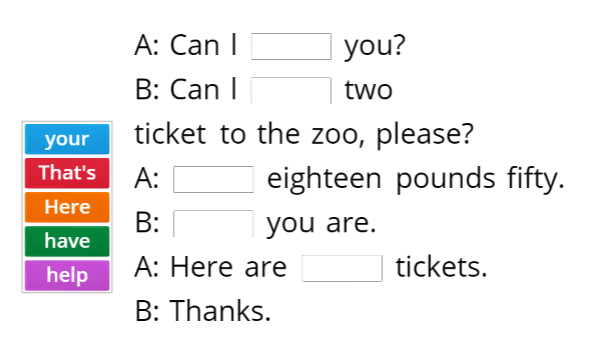 A: Can I you?
B: Can I two
ticket to the zoo, please?
A: eighteen pounds fifty.
B: you are.
A: Here are tickets.
B: Thanks.
your
That's
Here
have
help